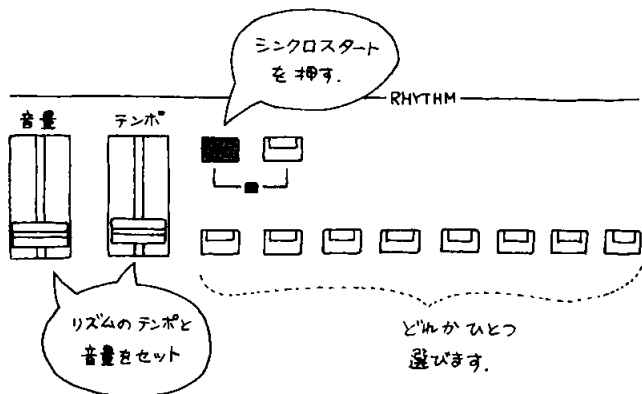 シンクロスタート
を押す.
RHYTHM
音量
テンポ
リズムのテンポと
音量をセット
どれかひとつ
選びます.